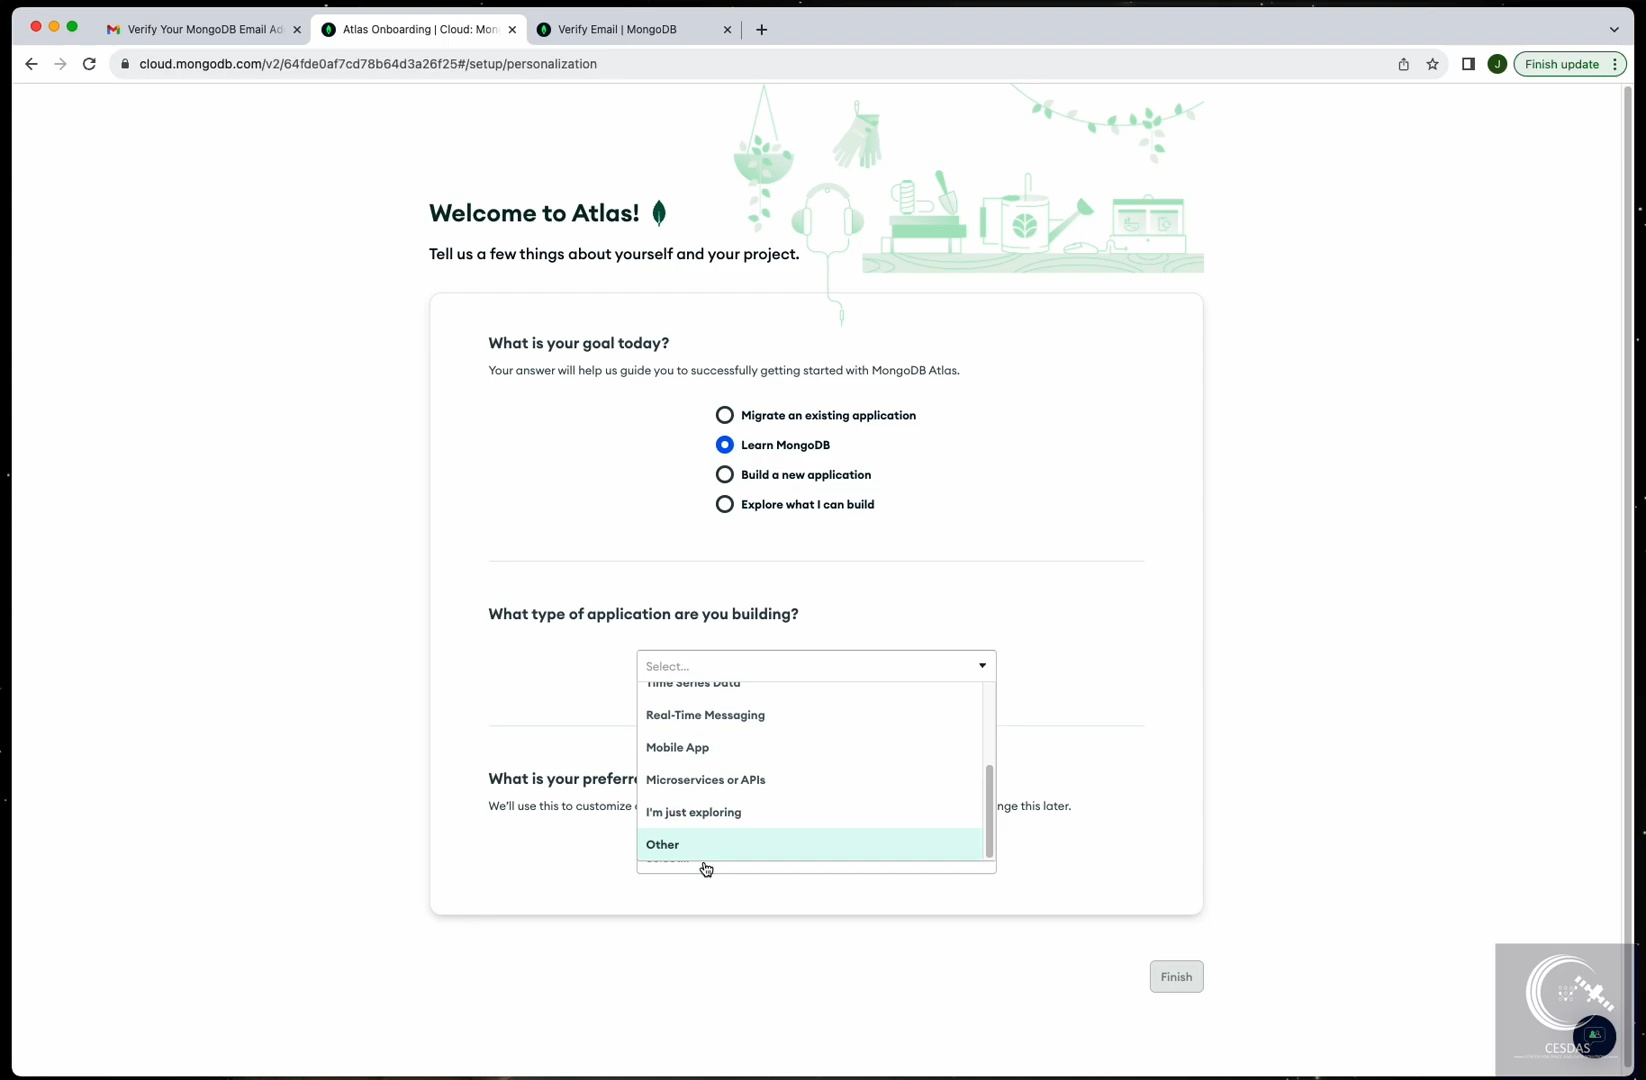 Verify Your MongoDB Email Ad
Atlas Onboarding | Cloud: Mon
Verify Email | MongoDB
cloud.mongodb.com/v2/64fde0af7cd78b64d3a26f25#/setup/personalization
J
Finish update
Welcome to Atlas!
Tell us a few things about yourself and your project.
What is your goal today?
Your answer will help us guide you to successfully getting started with MongoDB Atlas.
Migrate an existing application
Learn MongoDB
Build a new application
Explore what I can build
What type of application are you building?
Select...
Time Series Data
Real-Time Messaging
Mobile App
What is your preferre
Microservices or APIs
We'll use this to customize
nge this later.
I'm just exploring
Other
Finish
CESDAS